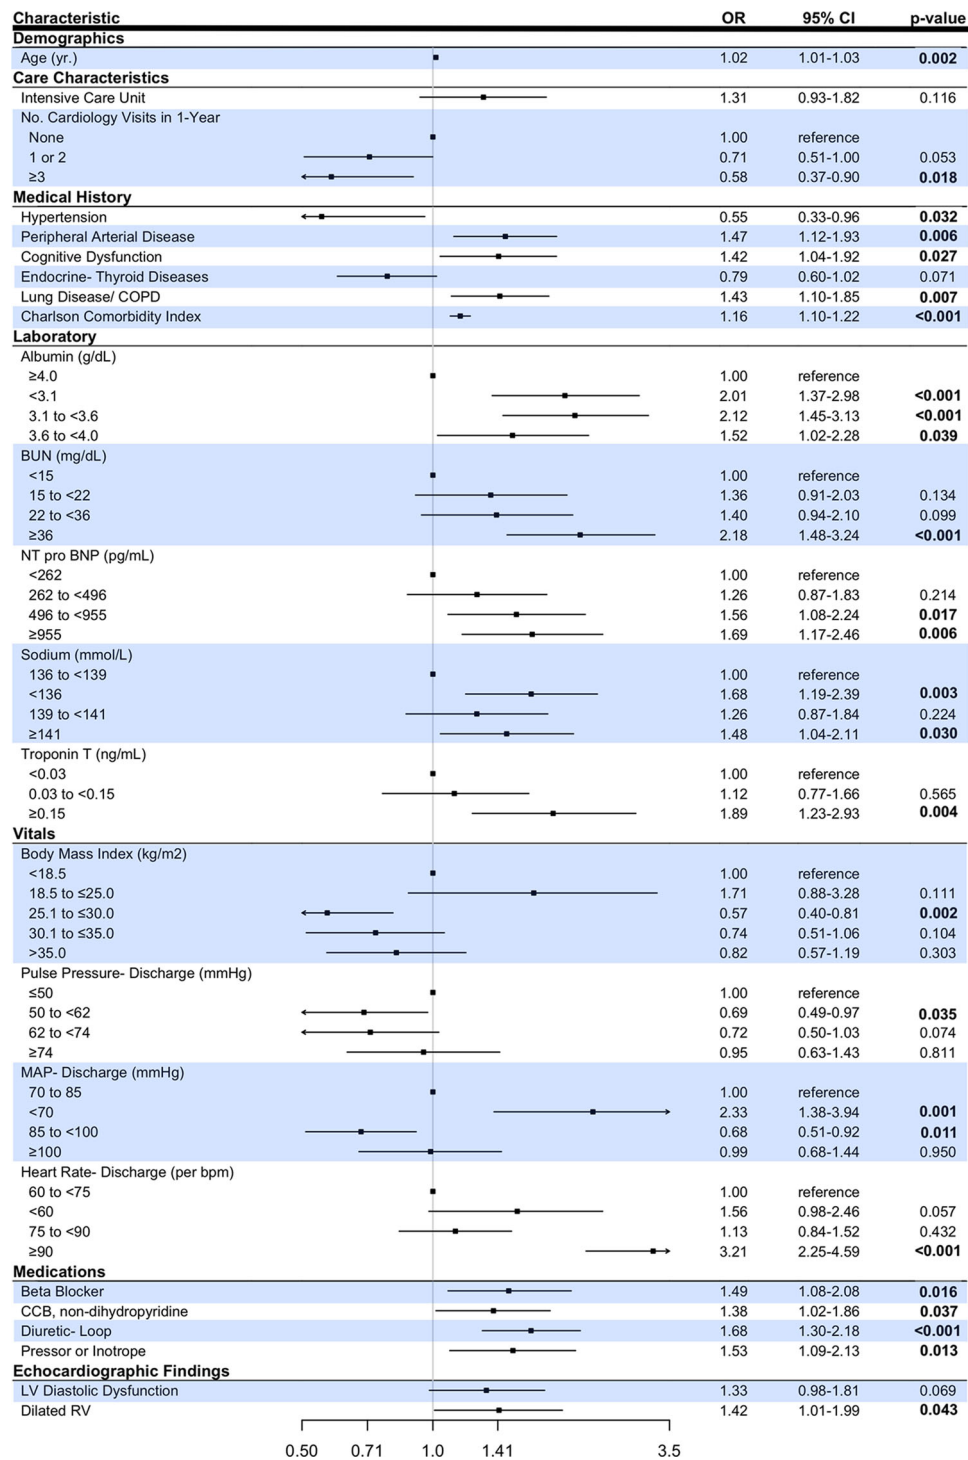 Characteristic OR 95% CI p-value
Demographics
Age (yr.) 1.02 1.01-1.03 0.002
Care Characteristics
Intensive Care Unit 1.31 0.93-1.82 0.116
No. Cardiology Visits in 1-Year
None 1.00 reference
1 or 2 0.71 0.51-1.00 0.053
≥3 0.58 0.37-0.90 0.018
Medical History
Hypertension 0.55 0.33-0.96 0.032
Peripheral Arterial Disease 1.47 1.12-1.93 0.006
Cognitive Dysfunction 1.42 1.04-1.92 0.027
Endocrine- Thyroid Diseases 0.79 0.60-1.02 0.071
Lung Disease/ COPD 1.43 1.10-1.85 0.007
Charlson Comorbidity Index 1.16 1.10-1.22 <0.001
Laboratory
Albumin (g/dL)
≥4.0 1.00 reference
<3.1 2.01 1.37-2.98 <0.001
3.1 to <3.6 2.12 1.45-3.13 <0.001
3.6 to <4.0 1.52 1.02-2.28 0.039
BUN (mg/dL)
<15 1.00 reference
15 to <22 1.36 0.91-2.03 0.134
22 to <36 1.40 0.94-2.10 0.099
≥36 2.18 1.48-3.24 <0.001
NT pro BNP (pg/mL)
<262 1.00 reference
262 to <496 1.26 0.87-1.83 0.214
496 to <955 1.56 1.08-2.24 0.017
≥955 1.69 1.17-2.46 0.006
Sodium (mmol/L)
136 to <139 1.00 reference
<136 1.68 1.19-2.39 0.003
139 to <141 1.26 0.87-1.84 0.224
≥141 1.48 1.04-2.11 0.030
Troponin T (ng/mL)
<0.03 1.00 reference
0.03 to <0.15 1.12 0.77-1.66 0.565
≥0.15 1.89 1.23-2.93 0.004
Vitals
Body Mass Index (kg/m2)
<18.5 1.00 reference
18.5 to ≤25.0 1.71 0.88-3.28 0.111
25.1 to ≤30.0 0.57 0.40-0.81 0.002
30.1 to ≤35.0 0.74 0.51-1.06 0.104
>35.0 0.82 0.57-1.19 0.303
Pulse Pressure- Discharge (mmHg)
≤50 1.00 reference
50 to <62 0.69 0.49-0.97 0.035
62 to <74 0.72 0.50-1.03 0.074
≥74 0.95 0.63-1.43 0.811
MAP- Discharge (mmHg)
70 to 85 1.00 reference
<70 2.33 1.38-3.94 0.001
85 to <100 0.68 0.51-0.92 0.011
≥100 0.99 0.68-1.44 0.950
Heart Rate- Discharge (per bpm)
60 to <75 1.00 reference
<60 1.56 0.98-2.46 0.057
75 to <90 1.13 0.84-1.52 0.432
≥90 3.21 2.25-4.59 <0.001
Medications
Beta Blocker 1.49 1.08-2.08 0.016
CCB, non-dihydropyridine 1.38 1.02-1.86 0.037
Diuretic- Loop 1.68 1.30-2.18 <0.001
Pressor or Inotrope 1.53 1.09-2.13 0.013
Echocardiographic Findings
LV Diastolic Dysfunction 1.33 0.98-1.81 0.069
Dilated RV 1.42 1.01-1.99 0.043
0.50 0.71 1.0 1.41 3.5